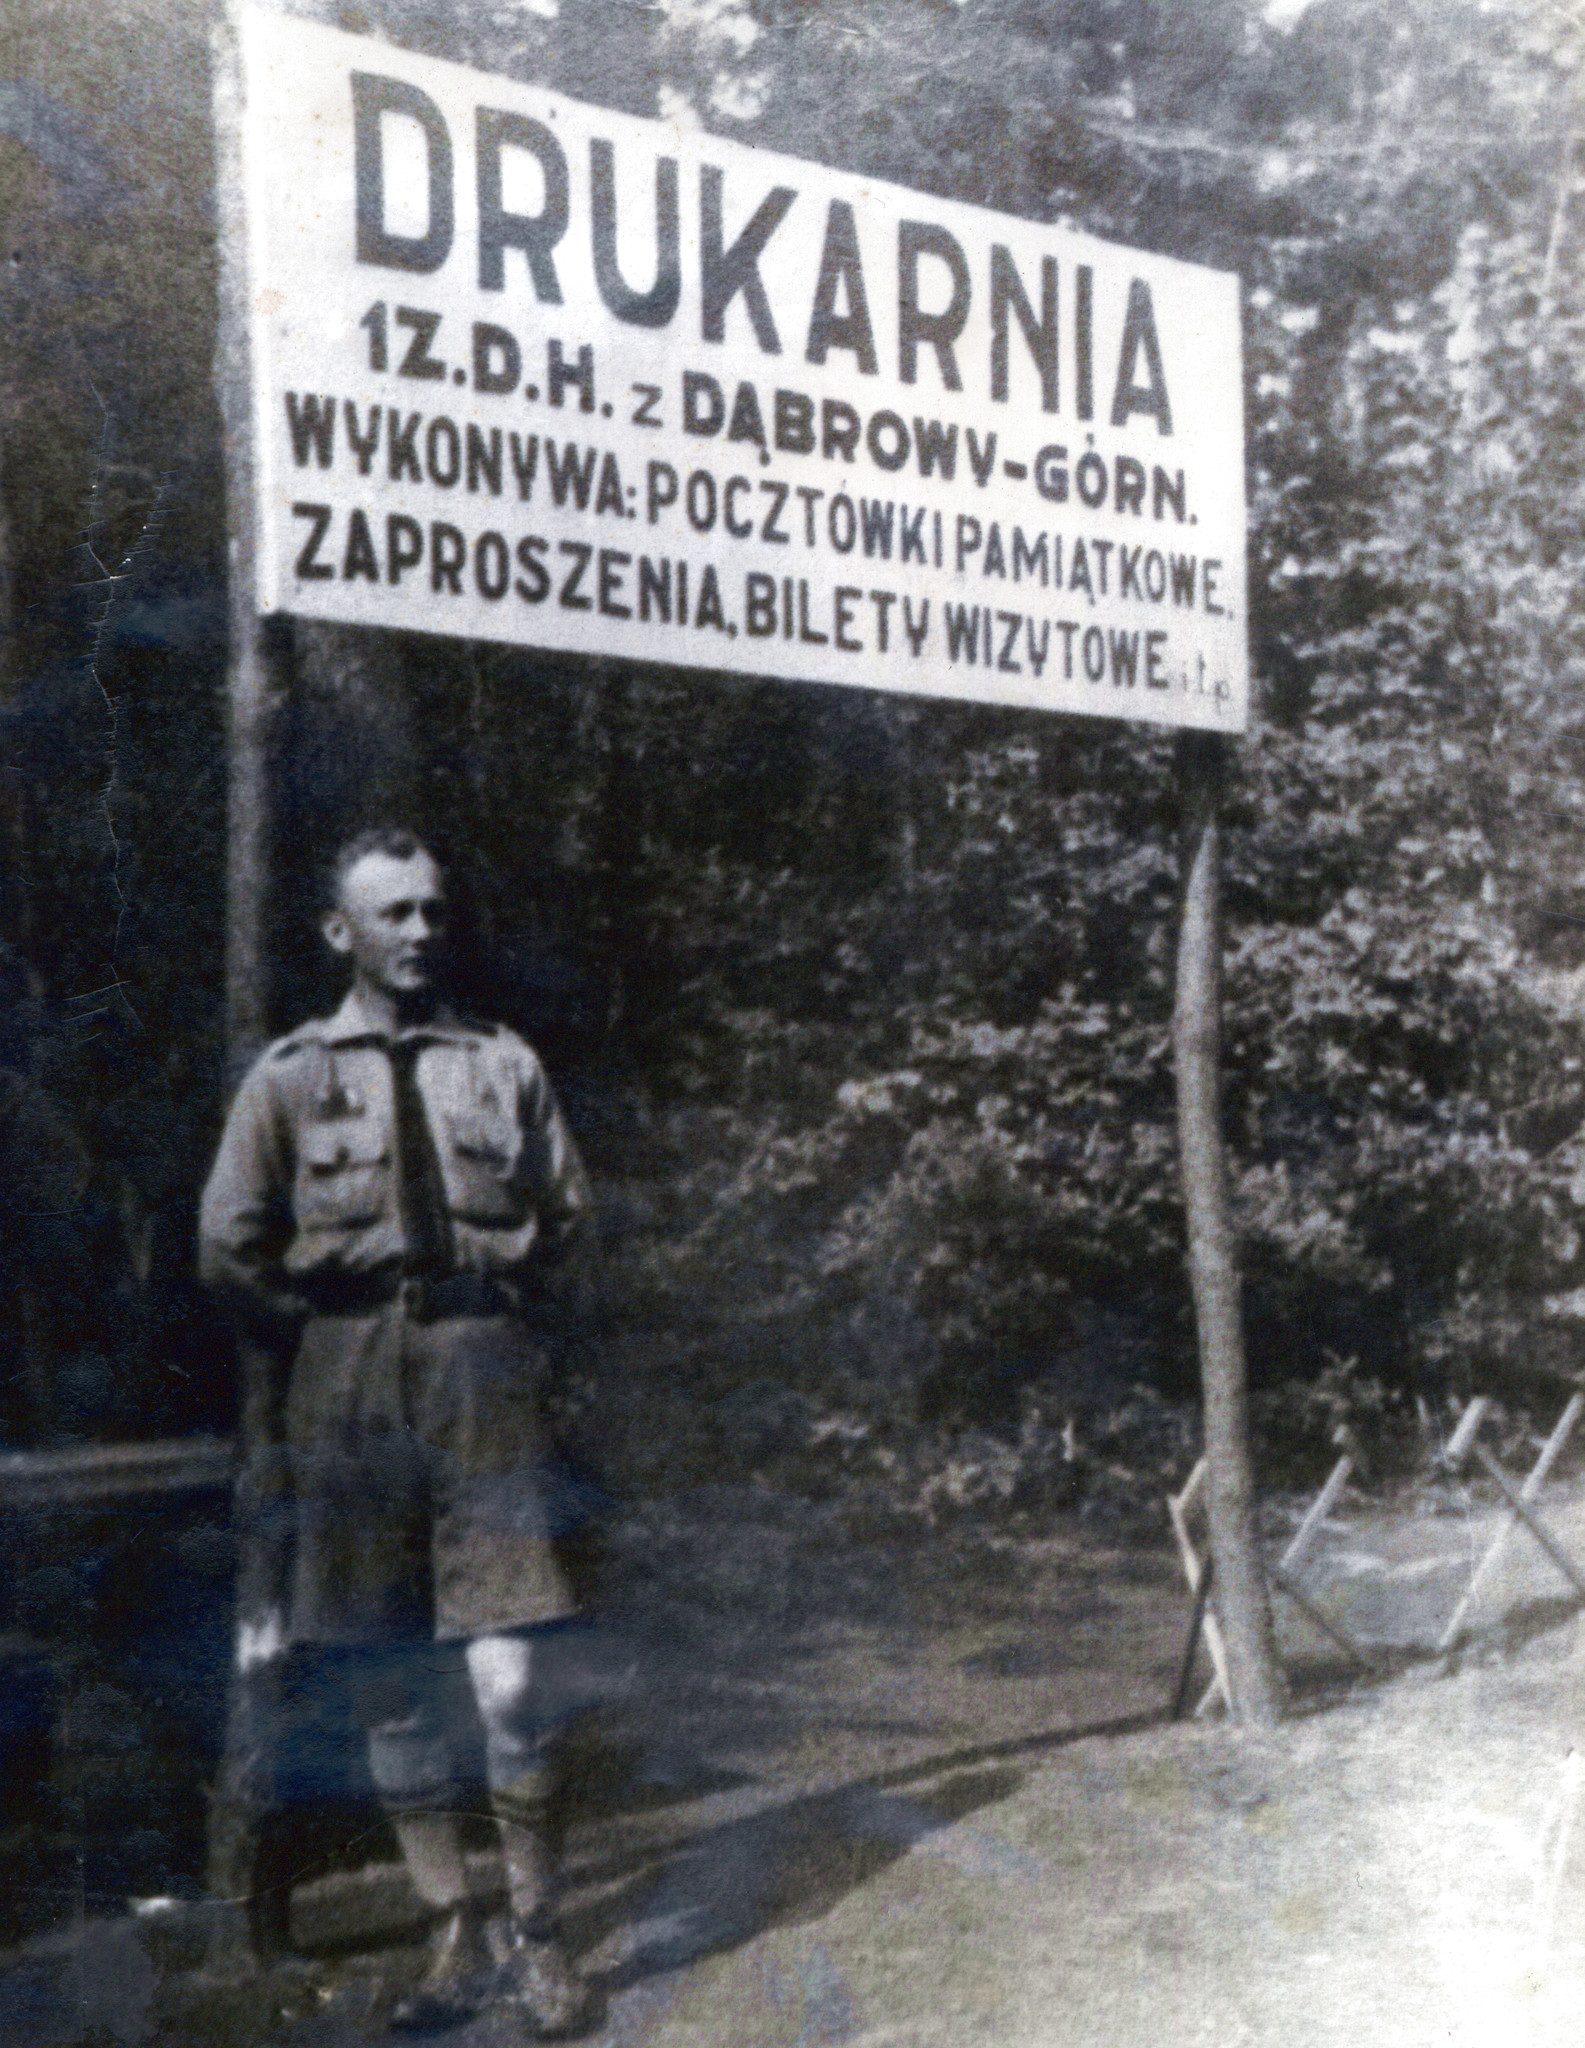 DRUKARNIA
1Z.D.H. z DĄBROWY-GÓRN.
WYKONYWA: POCZTÓWKI PAMIĄTKOWE.
ZAPROSZENIA, BILETY WIZYTOWE i.t.p.